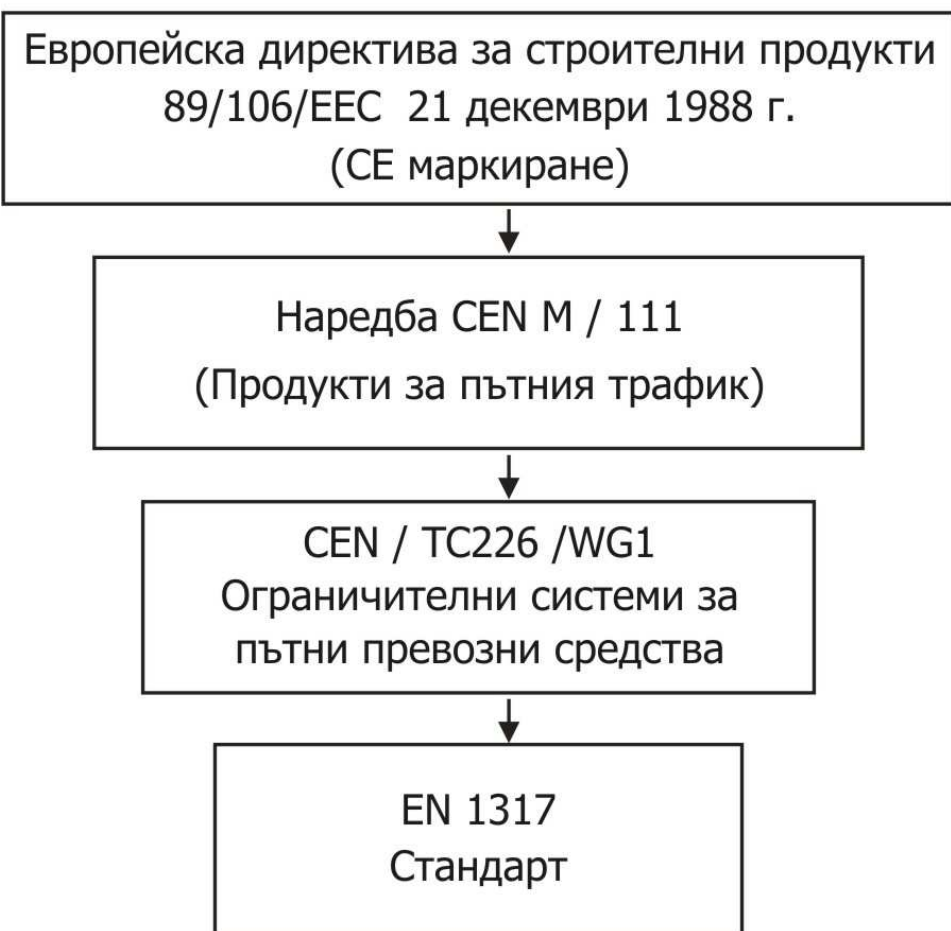 Европейска директива за строителни продукти
89/106/EEC 21 декември 1988 г.
(CE маркиране)
Наредба CEN M / 111
(Продукти за пътния трафик)
CEN / TC226 /WG1
Ограничителни системи за
пътни превозни средства
EN 1317
Стандарт